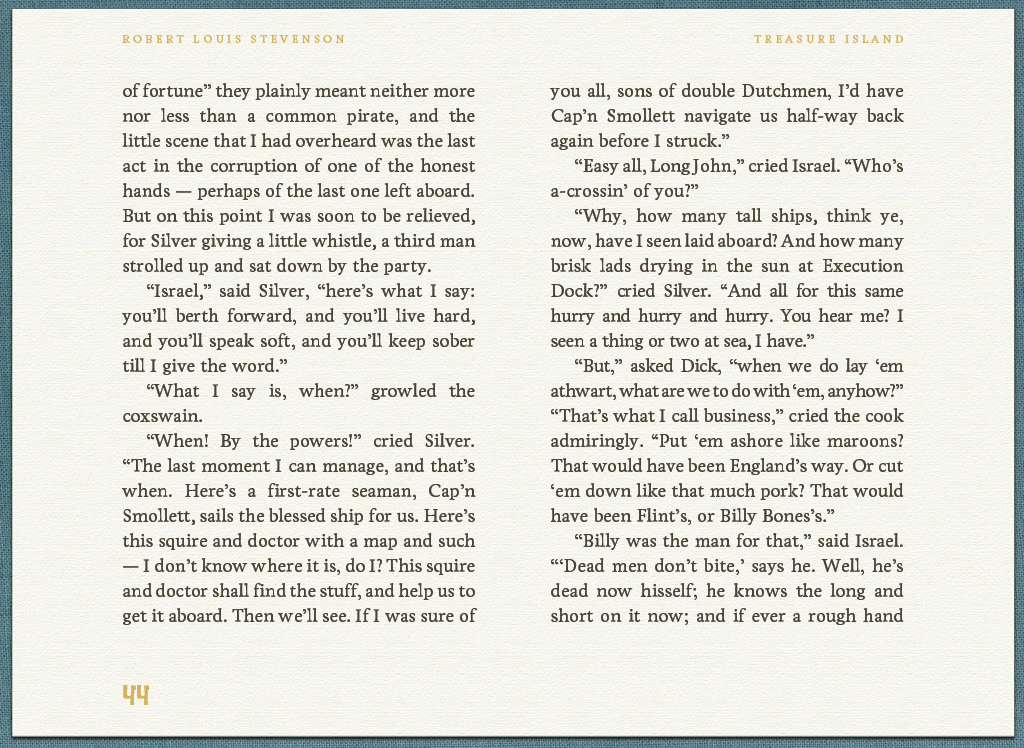 ROBERT LOUIS STEVENSON
TREASURE ISLAND
of fortune” they plainly meant neither more
nor less than a common pirate, and the
little scene that I had overheard was the last
act in the corruption of one of the honest
hands — perhaps of the last one left aboard.
But on this point I was soon to be relieved,
for Silver giving a little whistle, a third man
strolled up and sat down by the party.
“Israel,” said Silver, “here’s what I say:
you’ll berth forward, and you’ll live hard,
and you’ll speak soft, and you’ll keep sober
till I give the word.”
“What I say is, when?” growled the
coxswain.
“When! By the powers!” cried Silver.
“The last moment I can manage, and that’s
when. Here’s a first-rate seaman, Cap’n
Smollett, sails the blessed ship for us. Here’s
this squire and doctor with a map and such
— I don’t know where it is, do I? This squire
and doctor shall find the stuff, and help us to
get it aboard. Then we’ll see. If I was sure of
you all, sons of double Dutchmen, I’d have
Cap’n Smollett navigate us half-way back
again before I struck.”
“Easy all, Long John,” cried Israel. “Who’s
a-crossin’ of you?”
“Why, how many tall ships, think ye,
now, have I seen laid aboard? And how many
brisk lads drying in the sun at Execution
Dock?” cried Silver. “And all for this same
hurry and hurry and hurry. You hear me? I
seen a thing or two at sea, I have.”
“But,” asked Dick, “when we do lay ‘em
athwart, what are we to do with ‘em, anyhow?”
“That’s what I call business,” cried the cook
admiringly. “Put ‘em ashore like maroons?
That would have been England’s way. Or cut
‘em down like that much pork? That would
have been Flint’s, or Billy Bones’s.”
“Billy was the man for that,” said Israel.
“‘Dead men don’t bite,’ says he. Well, he’s
dead now hisself; he knows the long and
short on it now; and if ever a rough hand
44